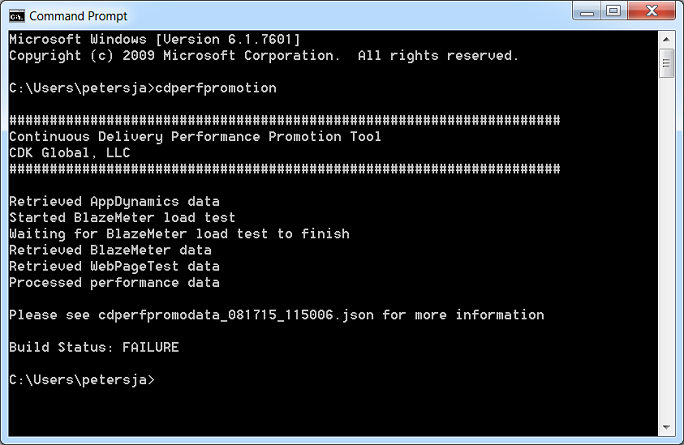 Command Prompt
Microsoft Windows [Version 6.1.7601]
Copyright (c) 2009 Microsoft Corporation.  All rights reserved.
C:\Users\petersja>cdperfpromotion
####################################################################
Continuous Delivery Performance Promotion Tool
CDK Global, LLC
####################################################################
Retrieved AppDynamics data
Started BlazeMeter load test
Waiting for BlazeMeter load test to finish
Retrieved BlazeMeter data
Retrieved WebPageTest data
Processed performance data
Please see cdperfpromodata_081715_115006.json for more information
Build Status: FAILURE
C:\Users\petersja>